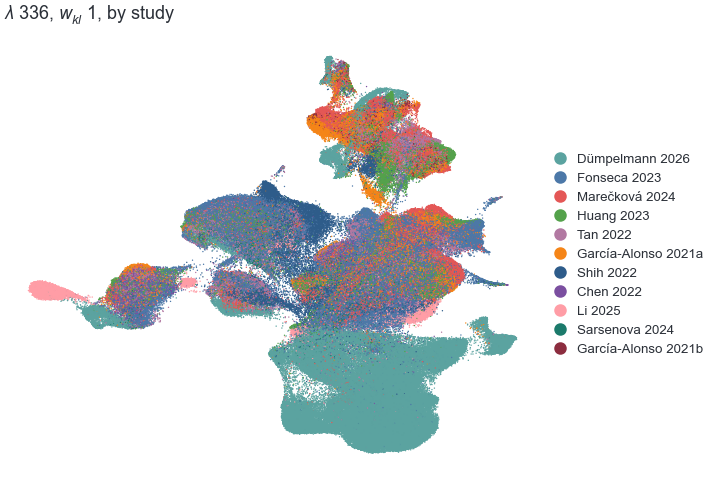 λ 336, wkl 1, by study
Dümpelmann 2026
Fonseca 2023
Marečková 2024
Huang 2023
Tan 2022
García-Alonso 2021a
Shih 2022
Chen 2022
Li 2025
Sarsenova 2024
García-Alonso 2021b